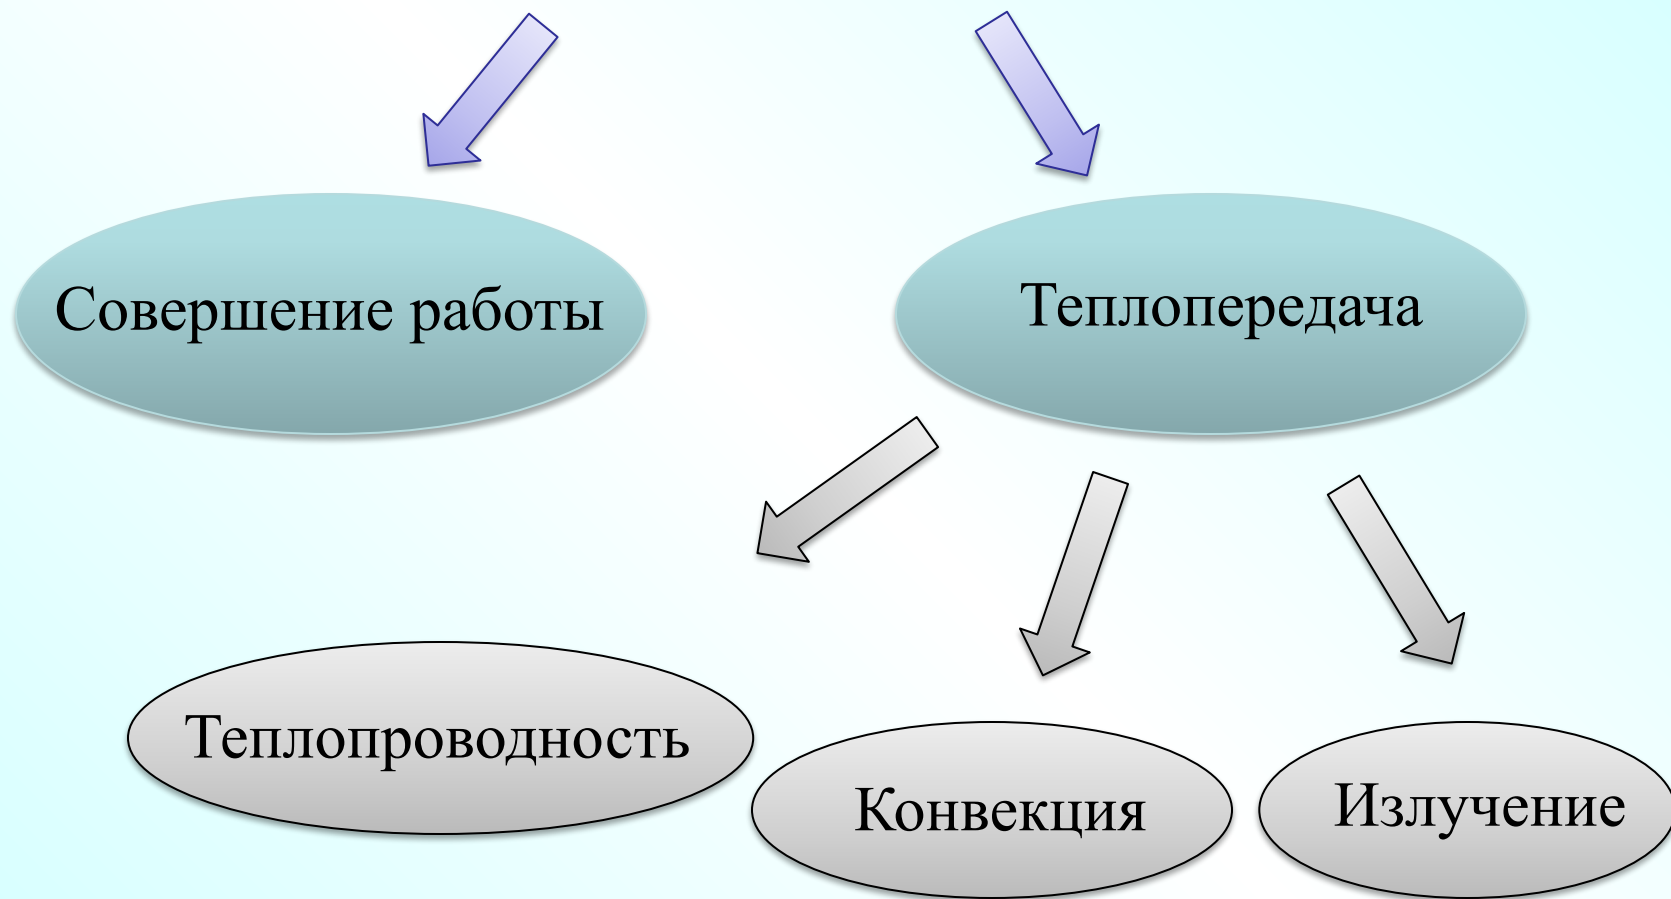 Совершение работы
Теплопередача
Теплопроводность
Конвекция
Излучение